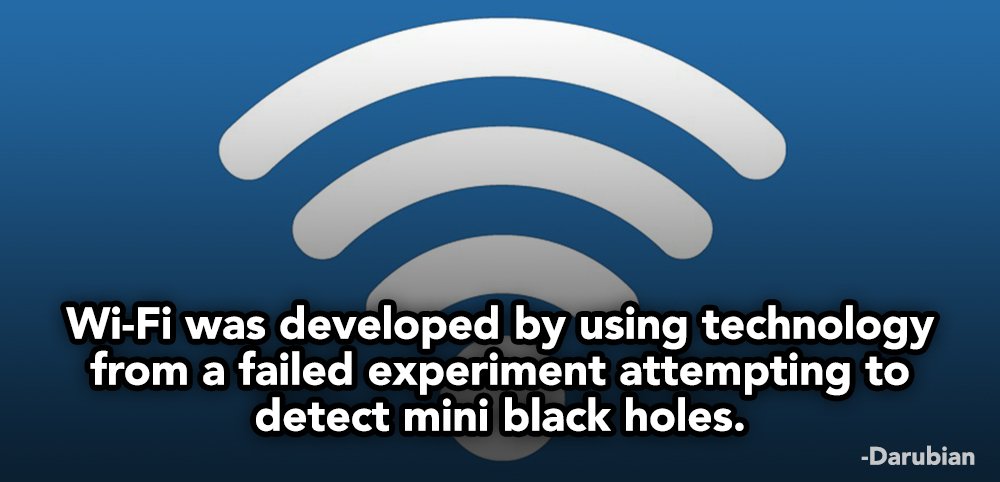 Wi-Fi was developed by using technology
from a failed experiment attempting to
detect mini black holes.
-Darubian